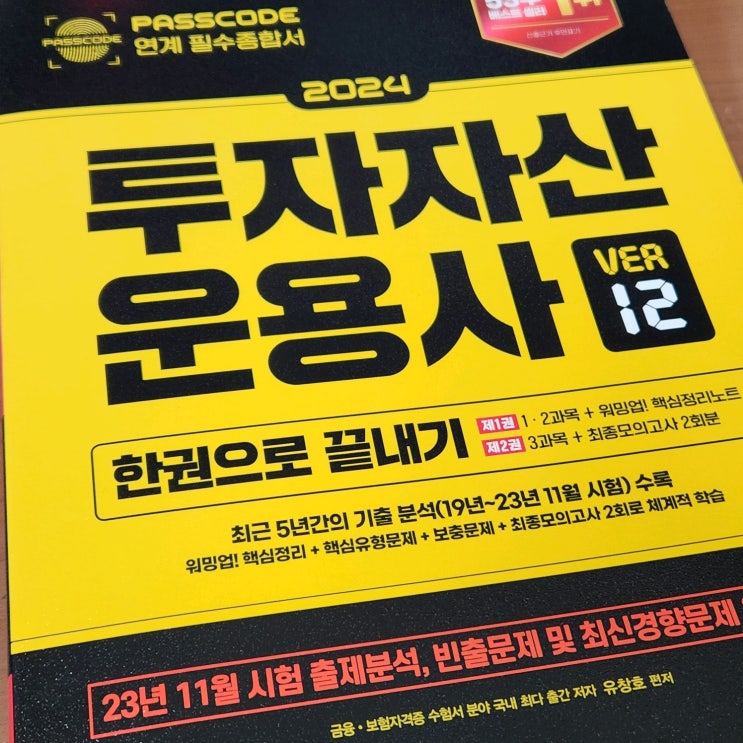 PASSCODE
PASSCODE
연계 필수종합서
베스트 셀러 1위
2024
투자자산
운용사
VER
12
한권으로 끝내기
제1권 1·2과목 + 워밍업! 핵심정리노트
제2권 3과목 + 최종모의고사 2회분
최근 5년간의 기출 분석(19년~23년 11월 시험) 수록
워밍업! 핵심정리 + 핵심유형문제 + 보충문제 + 최종모의고사 2회로 체계적 학습
23년 11월 시험 출제분석, 빈출문제 및 최신경향문제
금융·보험자격증 수험서 분야 국내 최다 출간 저자 유창호 편저